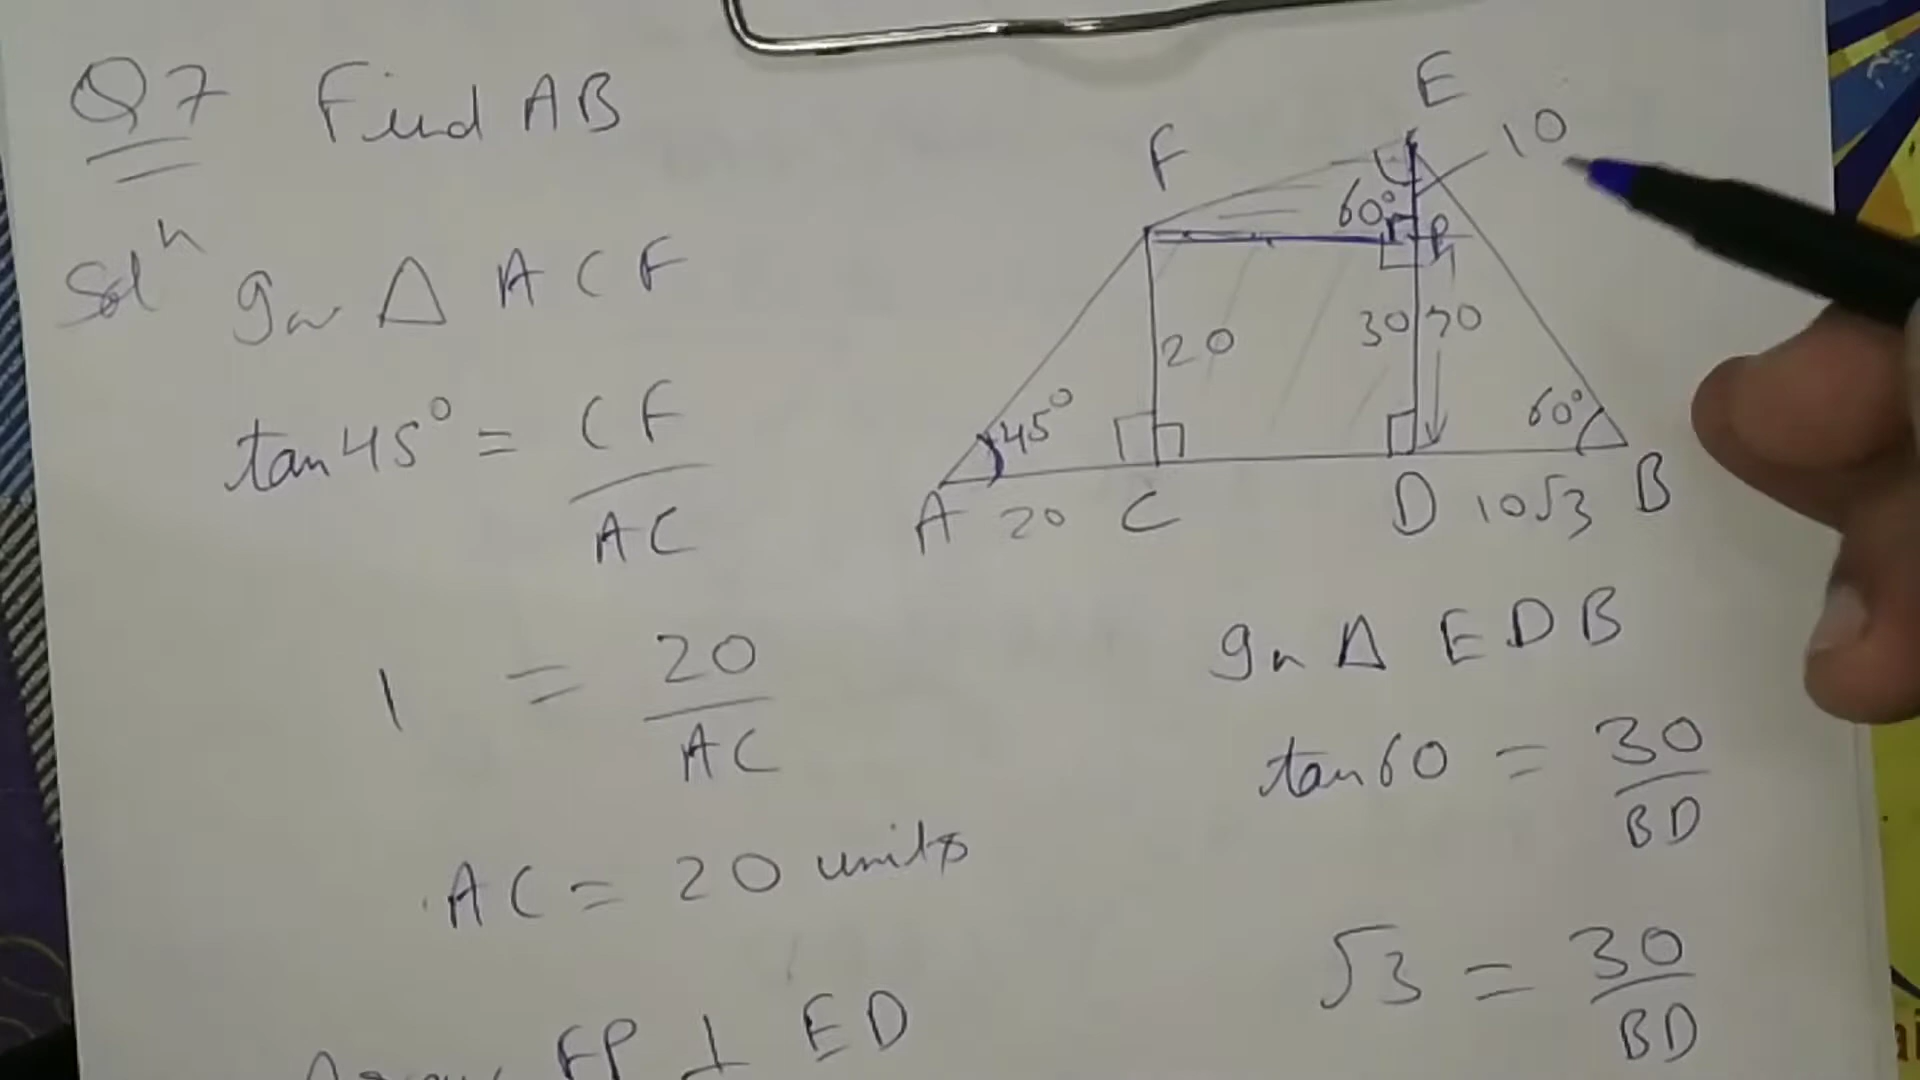 Q7 Find AB
Solⁿ In Δ ACF
tan 45° = CF / AC
1 = 20 / AC
AC = 20 units
FP ⊥ ED
E
10
F
60°
P
20
30
45°
60°
A 20 C D 10√3 B
In Δ EDB
tan 60 = 30 / BD
√3 = 30 / BD